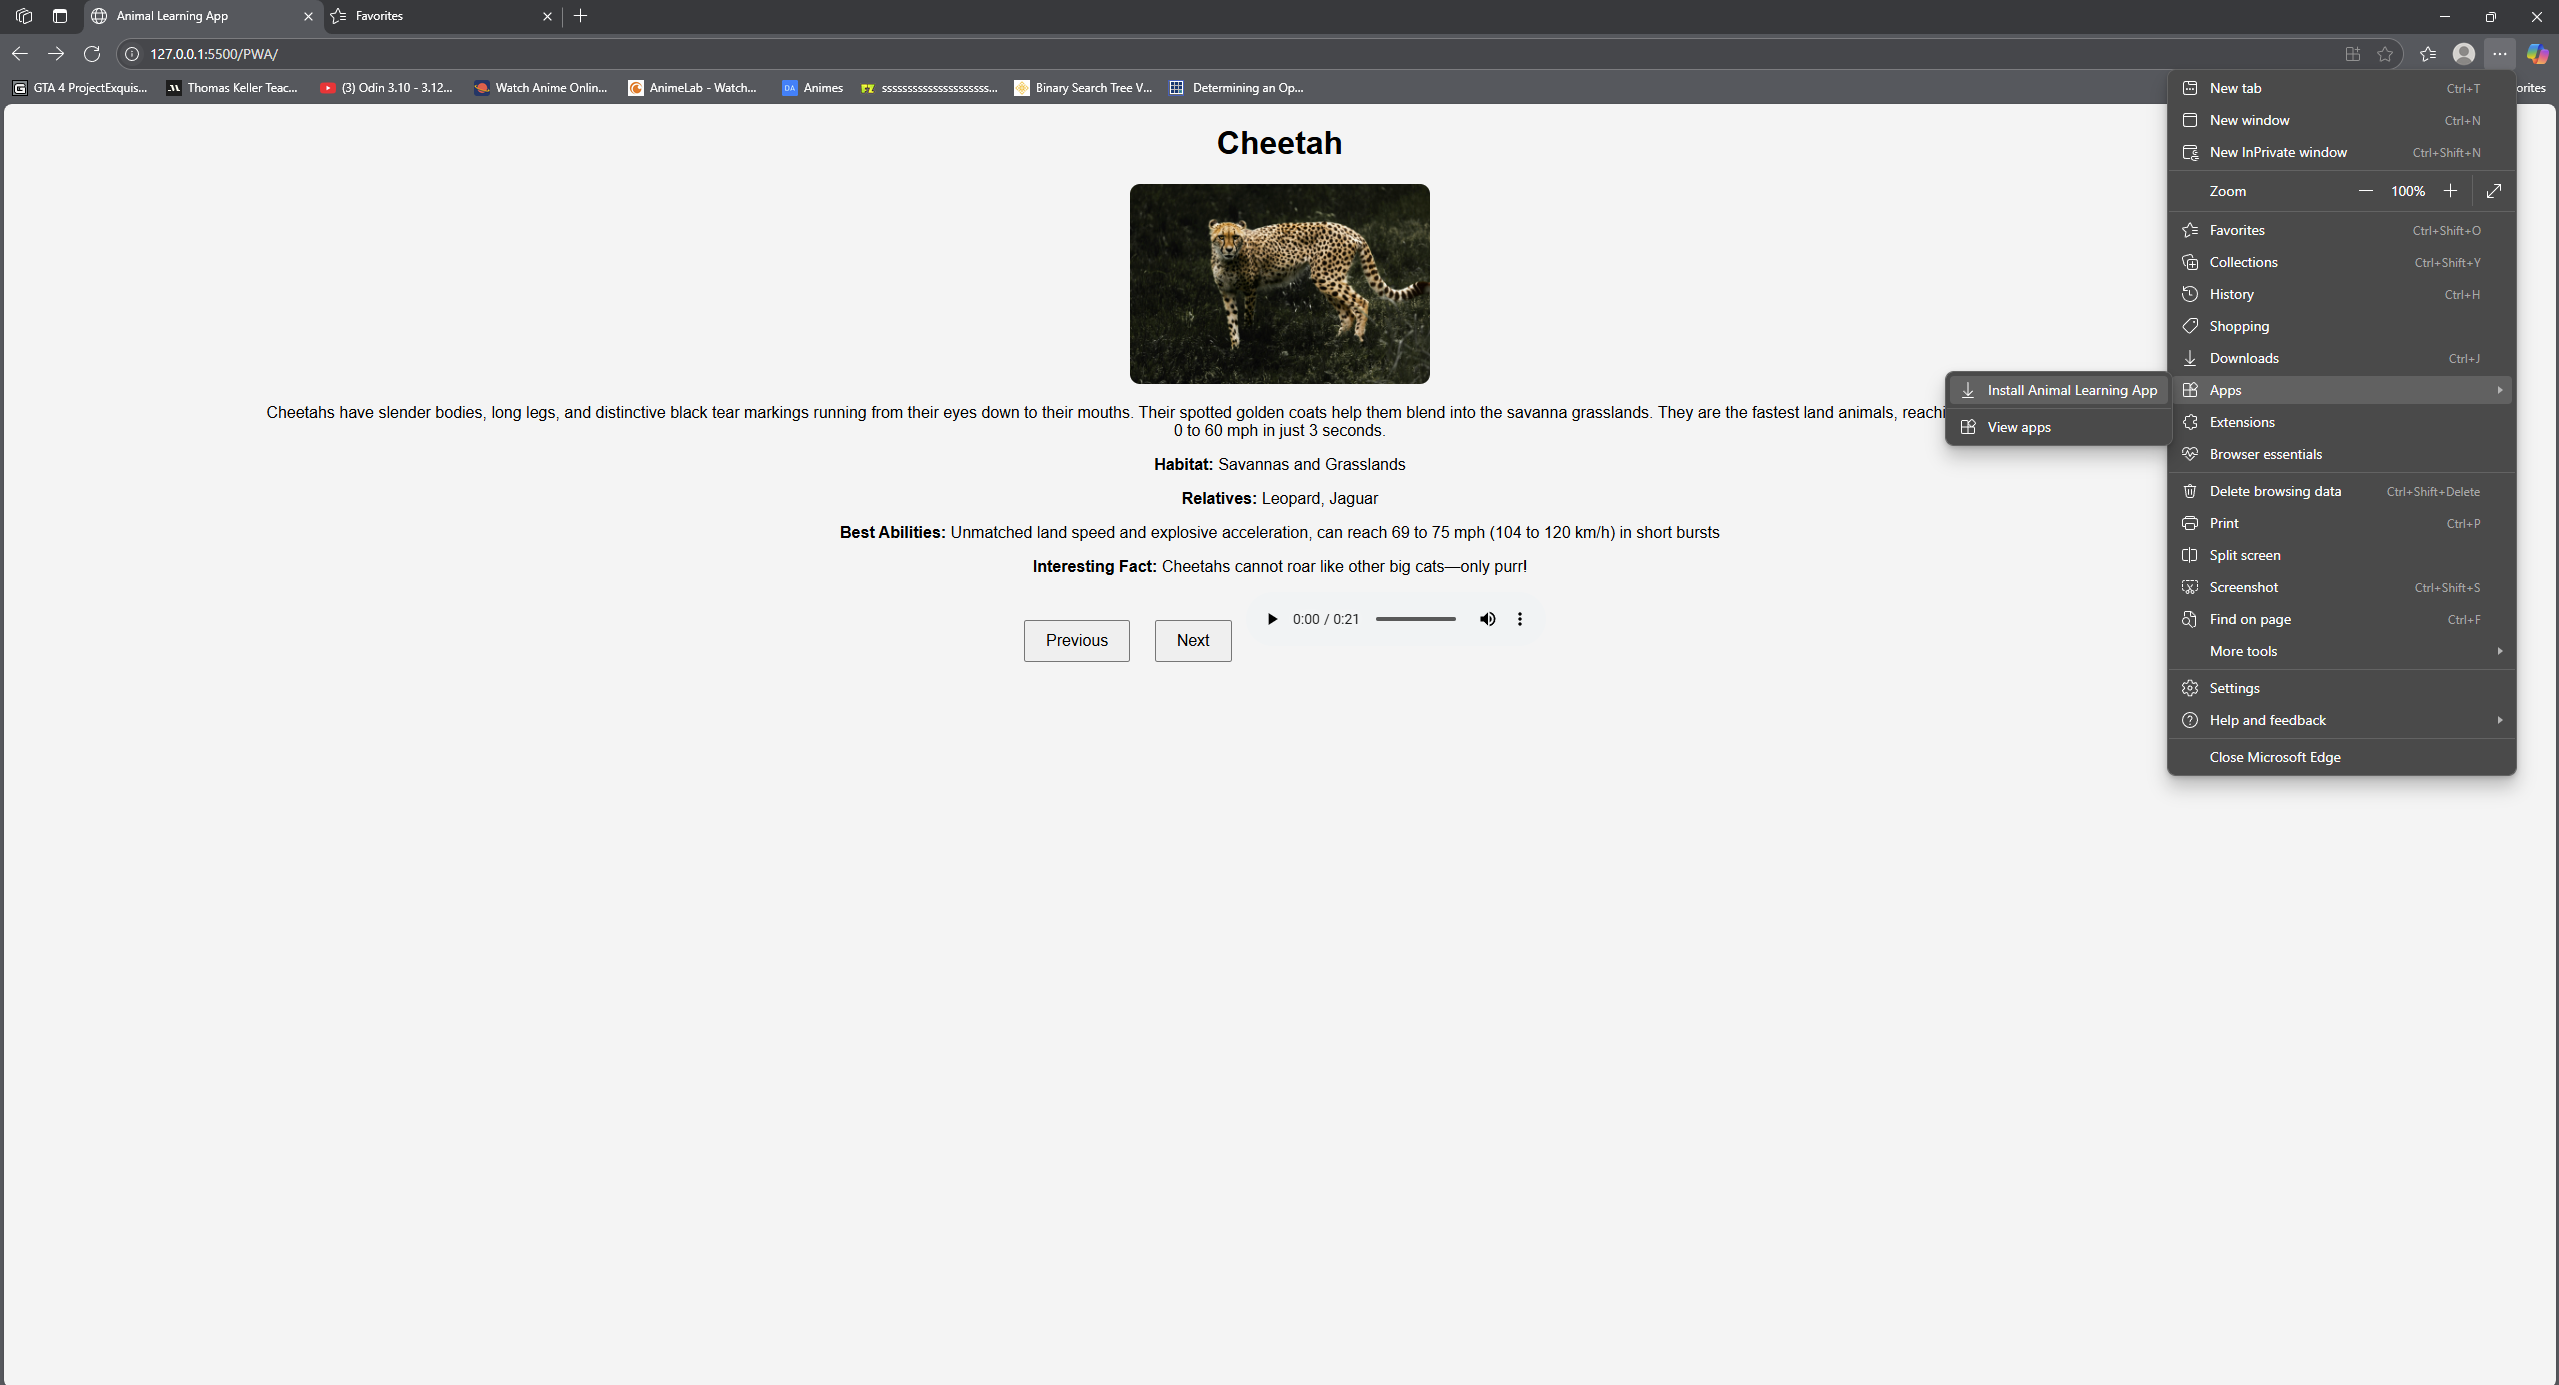 Animal Learning App
Favorites
127.0.0.1:5500/PWA/
GTA 4 ProjectExquis...
Thomas Keller Teac...
(3) Odin 3.10 - 3.12...
Watch Anime Onlin...
AnimeLab - Watch...
DA Animes
sssssssssssssssssssss...
Binary Search Tree V...
Determining an Op...
orites
Cheetah
Cheetahs have slender bodies, long legs, and distinctive black tear markings running from their eyes down to their mouths. Their spotted golden coats help them blend into the savanna grasslands. They are the fastest land animals, reachi
0 to 60 mph in just 3 seconds.
Habitat: Savannas and Grasslands
Relatives: Leopard, Jaguar
Best Abilities: Unmatched land speed and explosive acceleration, can reach 69 to 75 mph (104 to 120 km/h) in short bursts
Interesting Fact: Cheetahs cannot roar like other big cats—only purr!
Previous
Next
0:00 / 0:21
New tab Ctrl+T
New window Ctrl+N
New InPrivate window Ctrl+Shift+N
Zoom 100%
Favorites Ctrl+Shift+O
Collections Ctrl+Shift+Y
History Ctrl+H
Shopping
Downloads Ctrl+J
Apps
Install Animal Learning App
View apps
Extensions
Browser essentials
Delete browsing data Ctrl+Shift+Delete
Print Ctrl+P
Split screen
Screenshot Ctrl+Shift+S
Find on page Ctrl+F
More tools
Settings
Help and feedback
Close Microsoft Edge